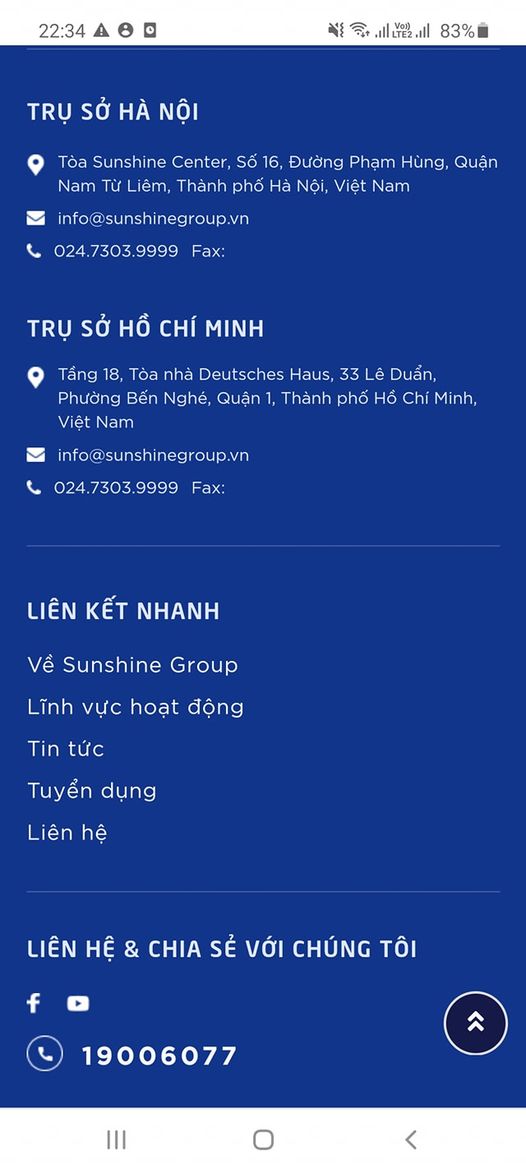 22:34 Vo)) LTE2 83%
TRỤ SỞ HÀ NỘI
Tòa Sunshine Center, Số 16, Đường Phạm Hùng, Quận
Nam Từ Liêm, Thành phố Hà Nội, Việt Nam
info@sunshinegroup.vn
024.7303.9999 Fax:
TRỤ SỞ HỒ CHÍ MINH
Tầng 18, Tòa nhà Deutsches Haus, 33 Lê Duẩn,
Phường Bến Nghé, Quận 1, Thành phố Hồ Chí Minh,
Việt Nam
info@sunshinegroup.vn
024.7303.9999 Fax:
LIÊN KẾT NHANH
Về Sunshine Group
Lĩnh vực hoạt động
Tin tức
Tuyển dụng
Liên hệ
LIÊN HỆ & CHIA SẺ VỚI CHÚNG TÔI
19006077